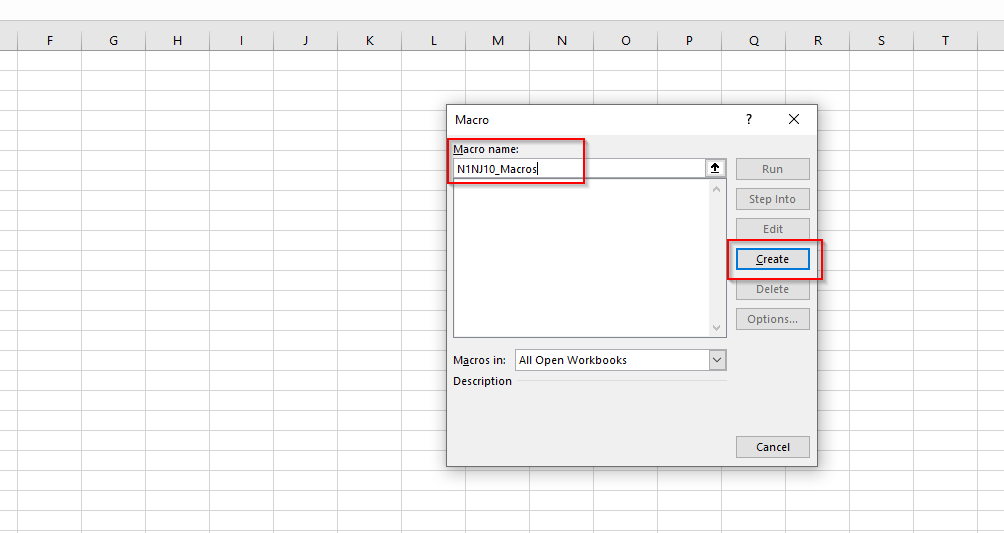 F G H I J K L M N O P Q R S T
Macro ?
Macro name:
N1NJ10_Macros
Run
Step Into
Edit
Create
Delete
Options...
Macros in: All Open Workbooks
Description
Cancel